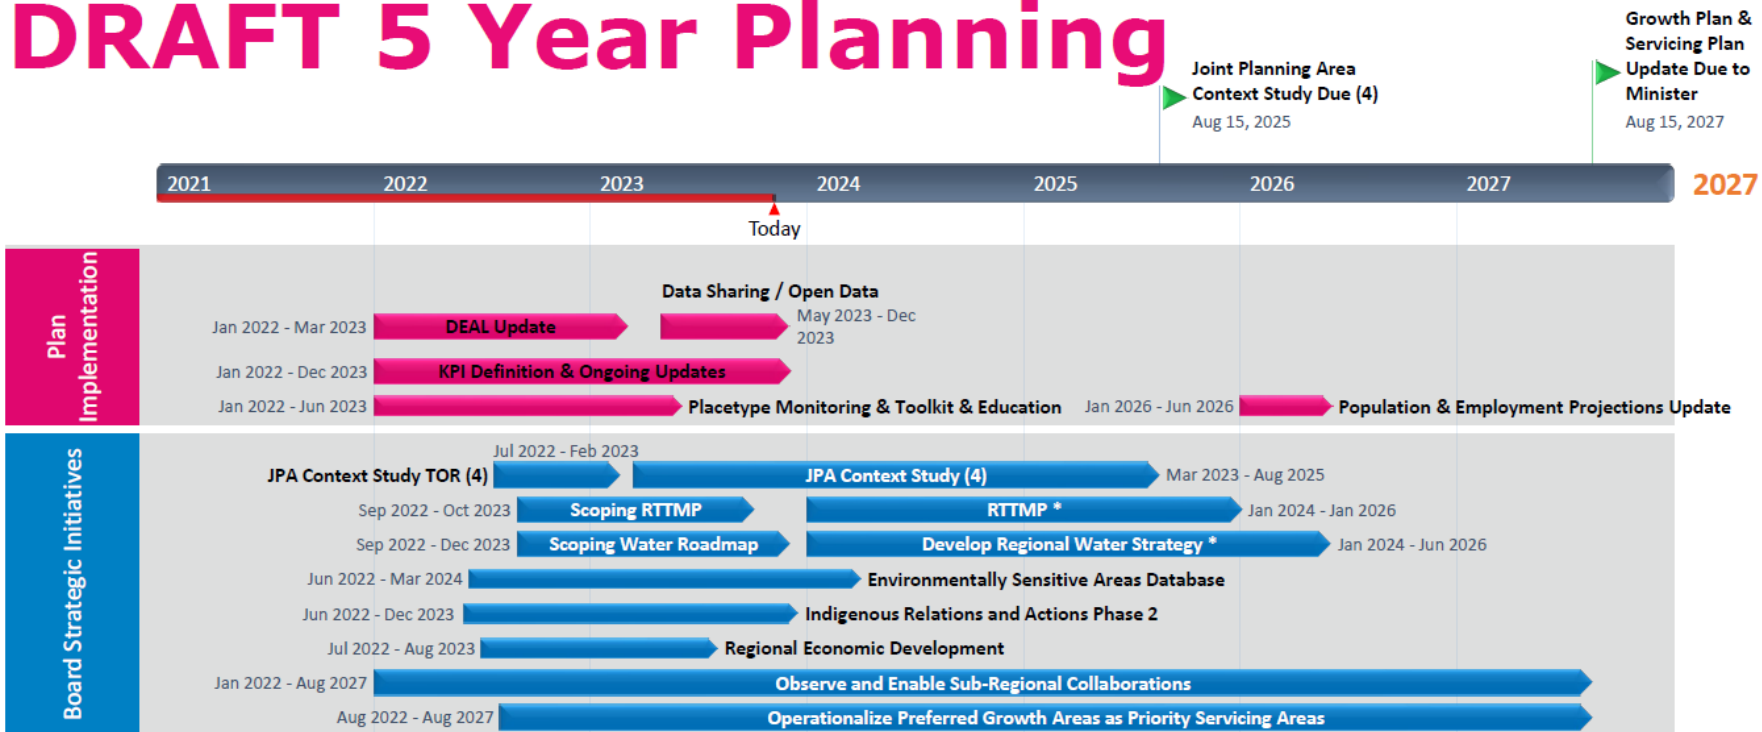 DRAFT 5 Year Planning
Growth Plan &
Servicing Plan
Update Due to
Minister
Aug 15, 2027
Joint Planning Area
Context Study Due (4)
Aug 15, 2025
2021 2022 2023 2024 2025 2026 2027 2027
Today
Plan
Implementation
Data Sharing / Open Data
Jan 2022 - Mar 2023 DEAL Update May 2023 - Dec
2023
Jan 2022 - Dec 2023 KPI Definition & Ongoing Updates
Jan 2022 - Jun 2023 Placetype Monitoring & Toolkit & Education Jan 2026 - Jun 2026 Population & Employment Projections Update
Board Strategic Initiatives
Jul 2022 - Feb 2023
JPA Context Study TOR (4) JPA Context Study (4) Mar 2023 - Aug 2025
Sep 2022 - Oct 2023 Scoping RTTMP RTTMP * Jan 2024 - Jan 2026
Sep 2022 - Dec 2023 Scoping Water Roadmap Develop Regional Water Strategy * Jan 2024 - Jun 2026
Jun 2022 - Mar 2024 Environmentally Sensitive Areas Database
Jun 2022 - Dec 2023 Indigenous Relations and Actions Phase 2
Jul 2022 - Aug 2023 Regional Economic Development
Jan 2022 - Aug 2027 Observe and Enable Sub-Regional Collaborations
Aug 2022 - Aug 2027 Operationalize Preferred Growth Areas as Priority Servicing Areas